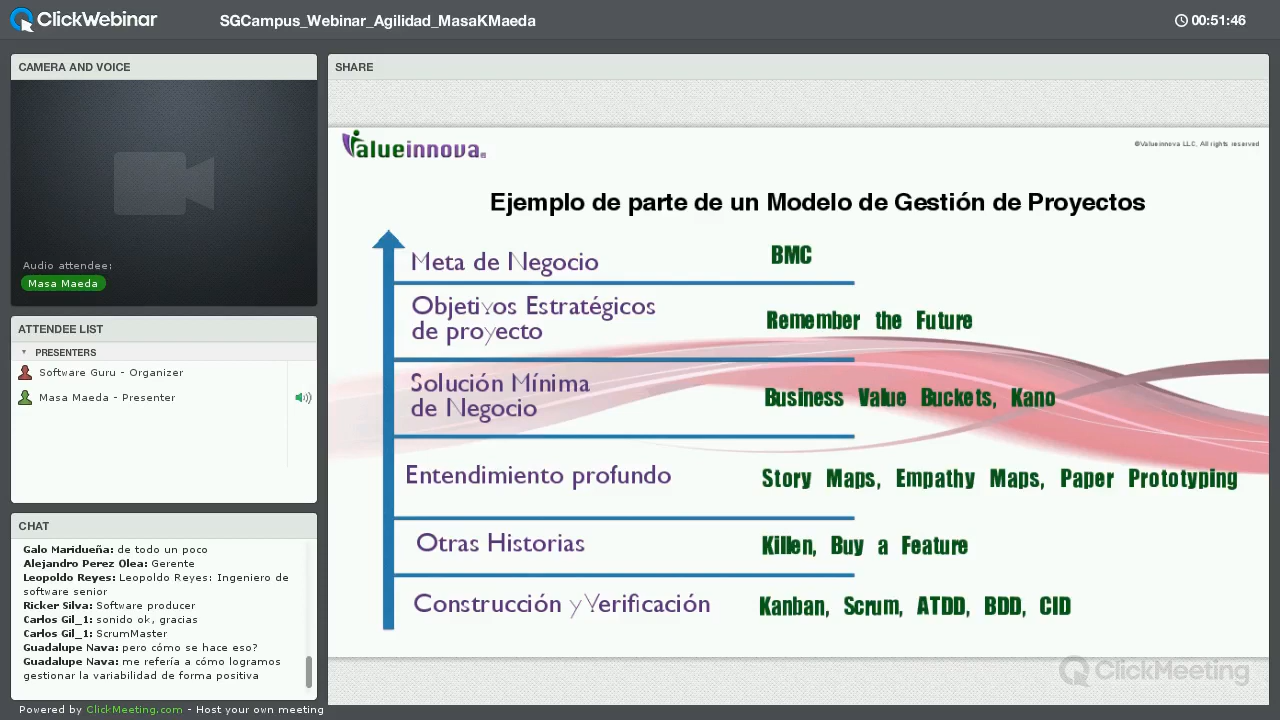 ClickWebinar
SGCampus_Webinar_Agilidad_MasaKMaeda
00:51:46
CAMERA AND VOICE
Audio attendee:
Masa Maeda
ATTENDEE LIST
PRESENTERS
Software Guru - Organizer
Masa Maeda - Presenter
CHAT
Galo Maridueña: de todo un poco
Alejandro Perez Olea: Gerente
Leopoldo Reyes: Leopoldo Reyes: Ingeniero de
software senior
Ricker Silva: Software producer
Carlos Gil_1: sonido ok, gracias
Carlos Gil_1: ScrumMaster
Guadalupe Nava: pero cómo se hace eso?
Guadalupe Nava: me refería a cómo logramos
gestionar la variabilidad de forma positiva
Powered by ClickMeeting.com - Host your own meeting
SHARE
Valueinnova
©Valueinnova LLC, All rights reserved
Ejemplo de parte de un Modelo de Gestión de Proyectos
Meta de Negocio
BMC
Objetivos Estratégicos
de proyecto
Remember the Future
Solución Mínima
de Negocio
Business Value Buckets, Kano
Entendimiento profundo
Story Maps, Empathy Maps, Paper Prototyping
Otras Historias
Killen, Buy a Feature
Construcción y Verificación
Kanban, Scrum, ATDD, BDD, CID
ClickMeeting